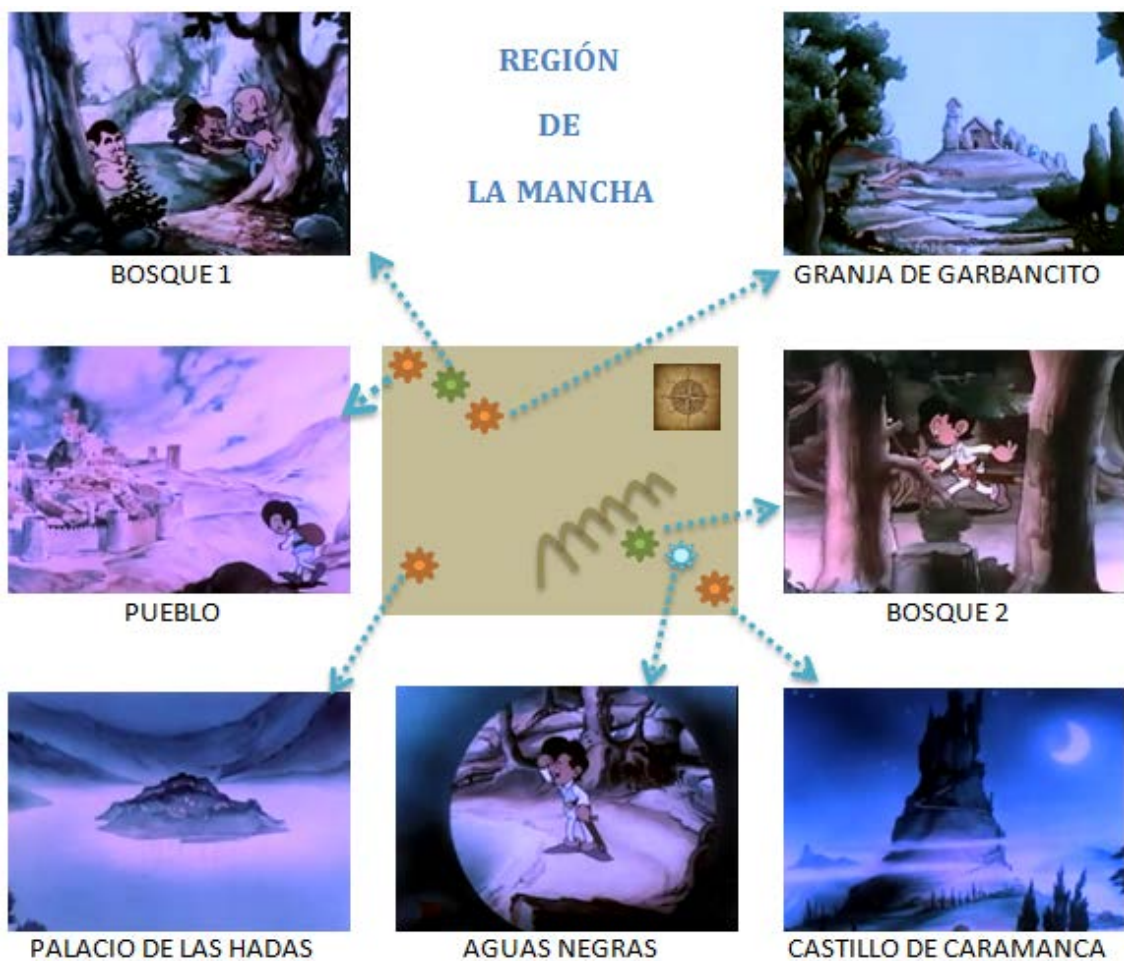 REGIÓN
DE
LA MANCHA
BOSQUE 1
GRANJA DE GARBANCITO
PUEBLO
BOSQUE 2
PALACIO DE LAS HADAS
AGUAS NEGRAS
CASTILLO DE CARAMANCA